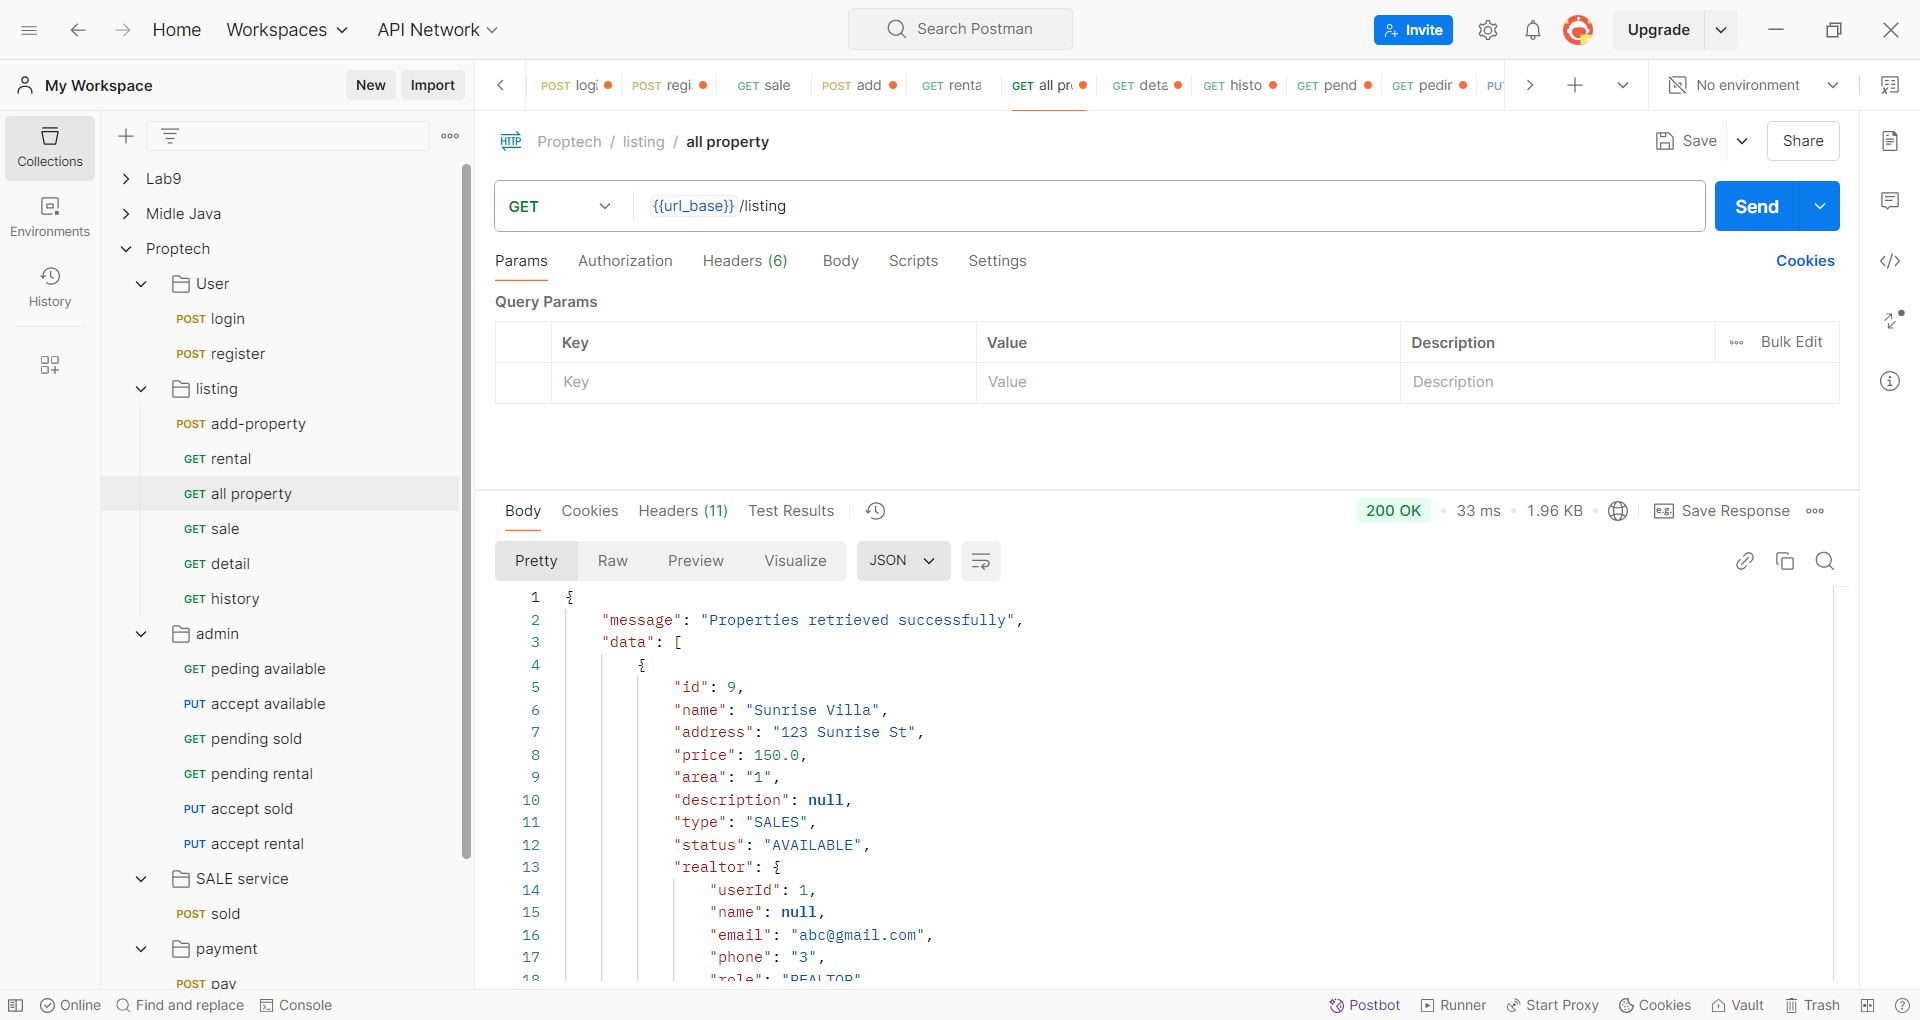 Home Workspaces API Network Search Postman Invite Upgrade
My Workspace New Import POST logi POST regi. GET sale POST add GET renta GET all pr GET deta GET histo GET pend GET pedir PU No environment
Collections
Environments
History
Lab9
Midle Java
Proptech
User
POST login
POST register
listing
POST add-property
GET rental
GET all property
GET sale
GET detail
GET history
admin
GET peding available
PUT accept available
GET pending sold
GET pending rental
PUT accept sold
PUT accept rental
SALE service
POST sold
payment
POST pay
HTTP Proptech / listing / all property Save Share
GET {{url_base}} /listing Send
Params Authorization Headers (6) Body Scripts Settings Cookies
Query Params
Key Value Description Bulk Edit
Key Value Description
Body Cookies Headers (11) Test Results 200 OK 33 ms 1.96 KB e.g. Save Response
Pretty Raw Preview Visualize JSON
1 {
2 "message": "Properties retrieved successfully",
3 "data": [
4 {
5 "id": 9,
6 "name": "Sunrise Villa",
7 "address": "123 Sunrise St",
8 "price": 150.0,
9 "area": "1",
10 "description": null,
11 "type": "SALES",
12 "status": "AVAILABLE",
13 "realtor": {
14 "userId": 1,
15 "name": null,
16 "email": "abc@gmail.com",
17 "phone": "3",
18 "role": "REALTOR"
Online Find and replace Console Postbot Runner Start Proxy Cookies Vault Trash